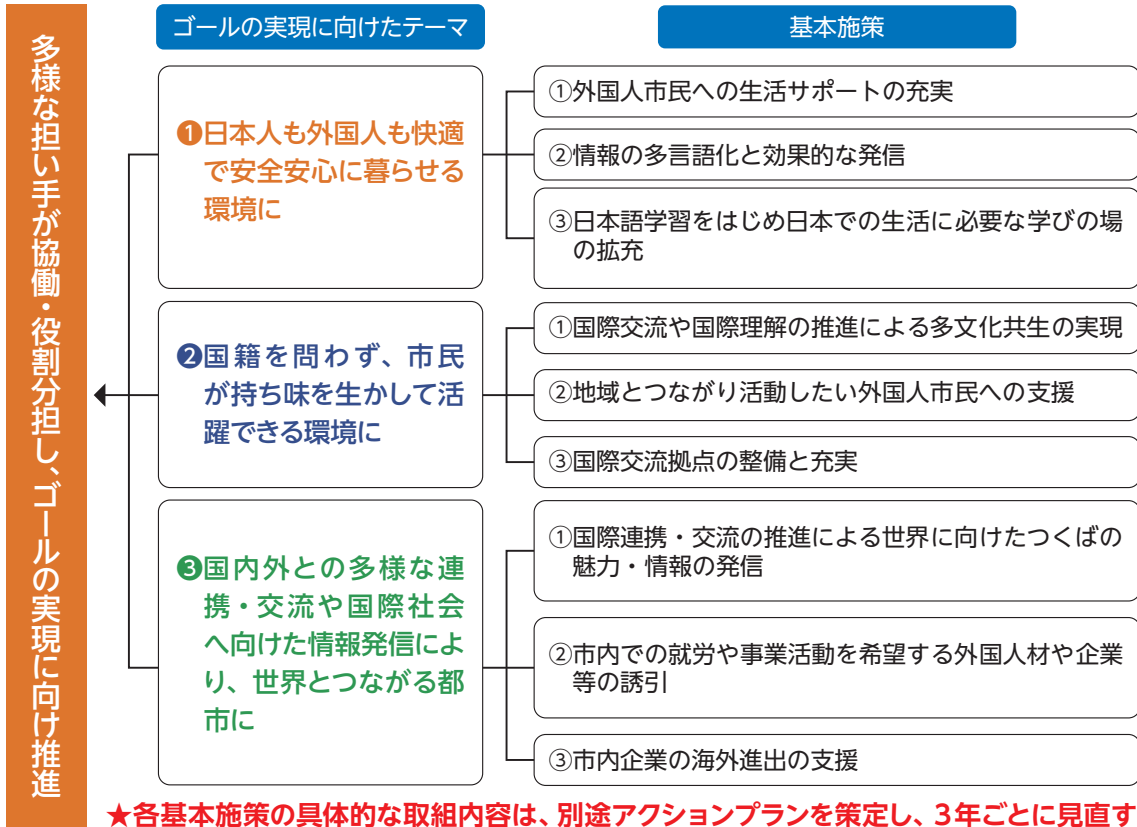 多様な担い手が協働・役割分担し、ゴールの実現に向け推進
ゴールの実現に向けたテーマ
基本施策
❶日本人も外国人も快適
で安全安心に暮らせる
環境に
①外国人市民への生活サポートの充実
②情報の多言語化と効果的な発信
③日本語学習をはじめ日本での生活に必要な学びの場
の拡充
❷国籍を問わず、市民
が持ち味を生かして活
躍できる環境に
①国際交流や国際理解の推進による多文化共生の実現
②地域とつながり活動したい外国人市民への支援
③国際交流拠点の整備と充実
❸国内外との多様な連
携・交流や国際社会
へ向けた情報発信によ
り、世界とつながる都
市に
①国際連携・交流の推進による世界に向けたつくばの
魅力・情報の発信
②市内での就労や事業活動を希望する外国人材や企業
等の誘引
③市内企業の海外進出の支援
★各基本施策の具体的な取組内容は、別途アクションプランを策定し、3年ごとに見直す